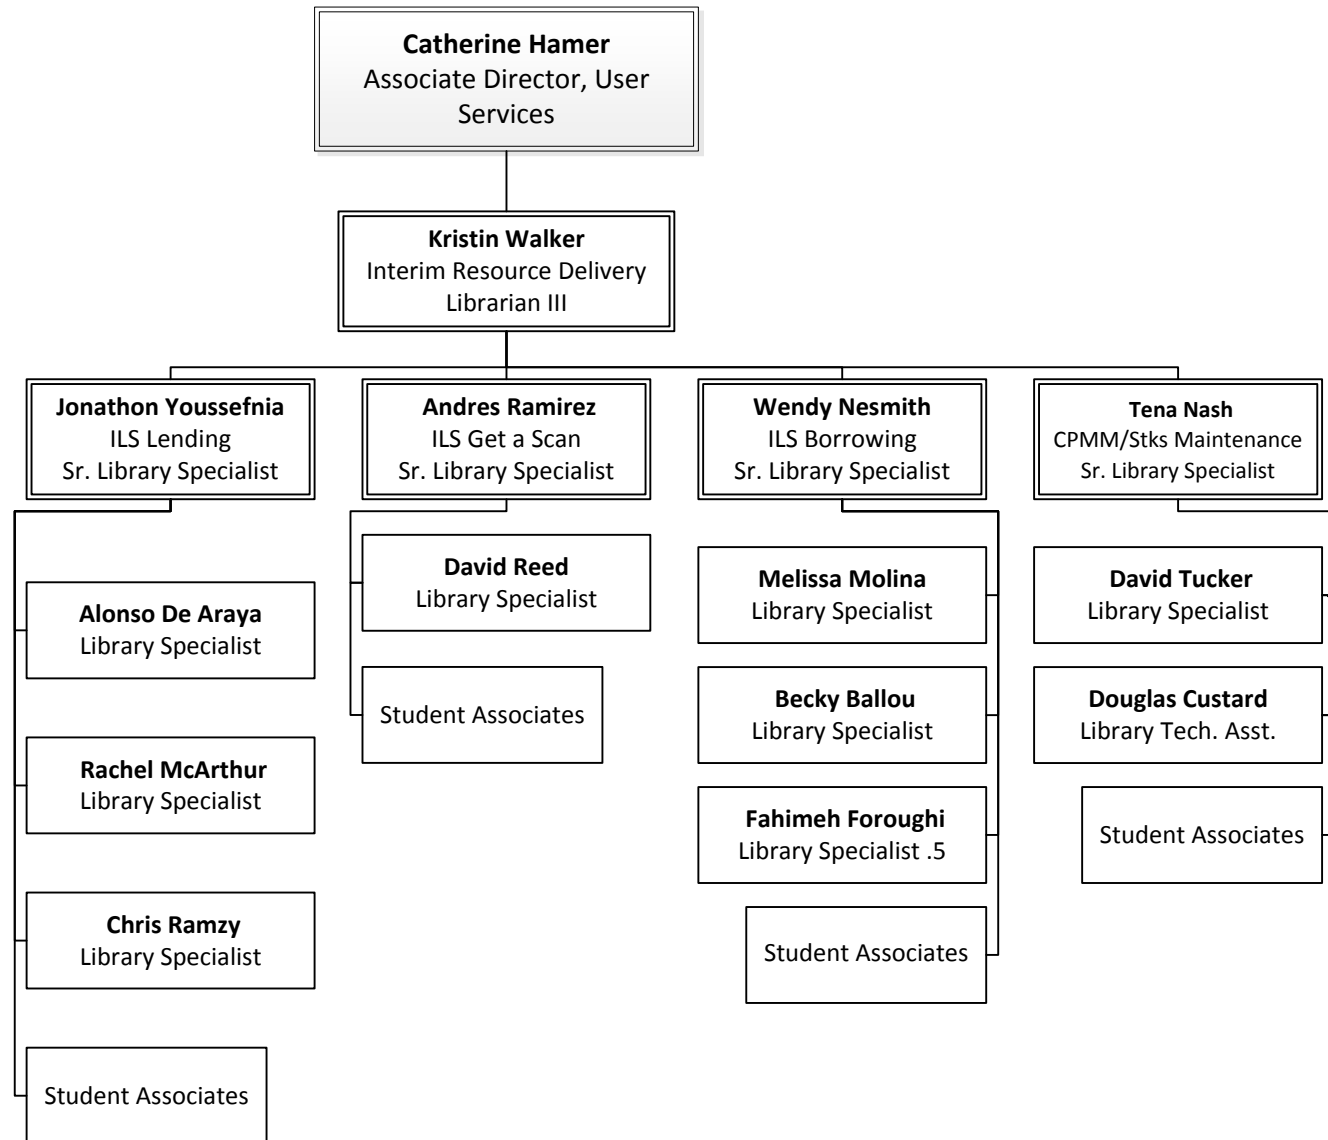 Catherine Hamer
Associate Director, User
Services
Kristin Walker
Interim Resource Delivery
Librarian III
Jonathon Youssefnia
ILS Lending
Sr. Library Specialist
Andres Ramirez
ILS Get a Scan
Sr. Library Specialist
Wendy Nesmith
ILS Borrowing
Sr. Library Specialist
Tena Nash
CPMM/Stks Maintenance
Sr. Library Specialist
Alonso De Araya
Library Specialist
Rachel McArthur
Library Specialist
Chris Ramzy
Library Specialist
Student Associates
David Reed
Library Specialist
Student Associates
Melissa Molina
Library Specialist
Becky Ballou
Library Specialist
Fahimeh Foroughi
Library Specialist .5
Student Associates
David Tucker
Library Specialist
Douglas Custard
Library Tech. Asst.
Student Associates